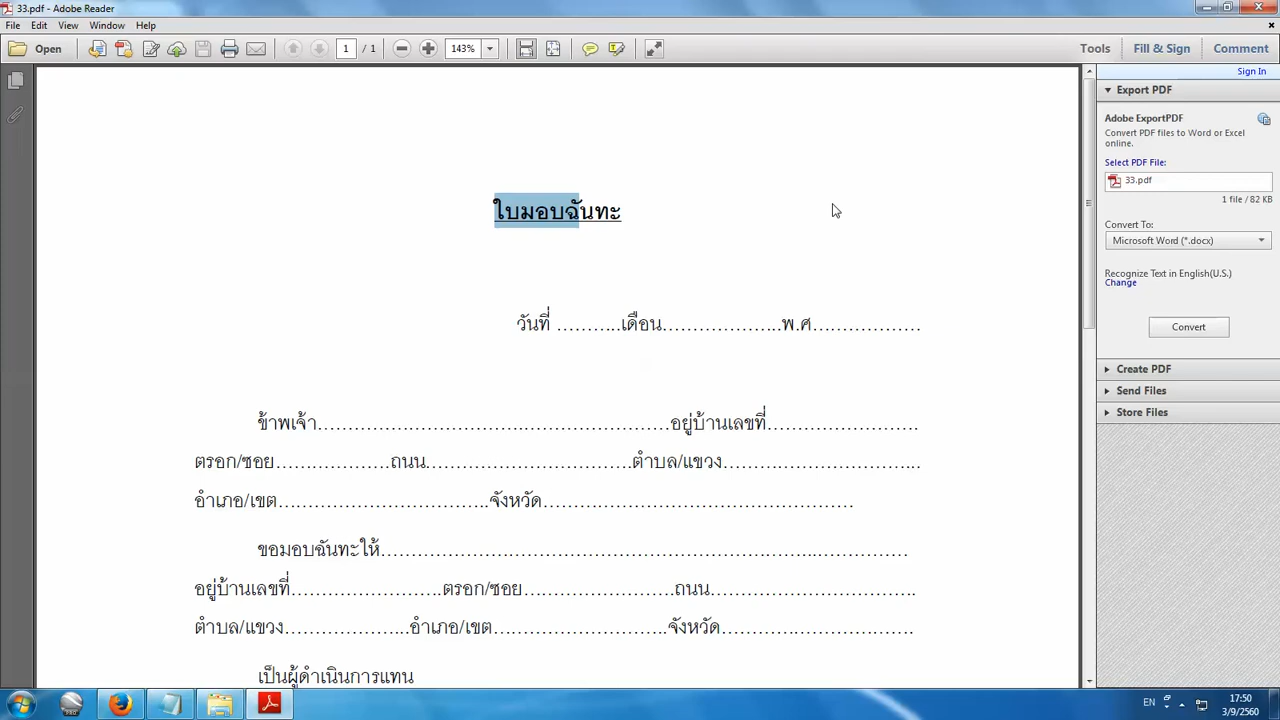 33.pdf - Adobe Reader
File Edit View Window Help
Open 1 / 1 143% Tools Fill & Sign Comment
Sign In
Export PDF
Adobe ExportPDF
Convert PDF files to Word or Excel
online.
Select PDF File:
33.pdf
1 file / 82 KB
Convert To:
Microsoft Word (*.docx)
Recognize Text in English(U.S.)
Change
Convert
Create PDF
Send Files
Store Files
ใบมอบฉันทะ
วันที่ ………..เดือน………………..พ.ศ………………
ข้าพเจ้า……………………………………………อยู่บ้านเลขที่…………………….
ตรอก/ซอย……………….ถนน…………………………….ตำบล/แขวง………………………...
อำเภอ/เขต……………………………..จังหวัด……………………………………………
ขอมอบฉันทะให้……………………………………………………………..……………
อยู่บ้านเลขที่…………………….ตรอก/ซอย…………………….ถนน…………………………….
ตำบล/แขวง………………...อำเภอ/เขต………………………..จังหวัด………………………….
เป็นผู้ดำเนินการแทน
EN
17:50
3/9/2560